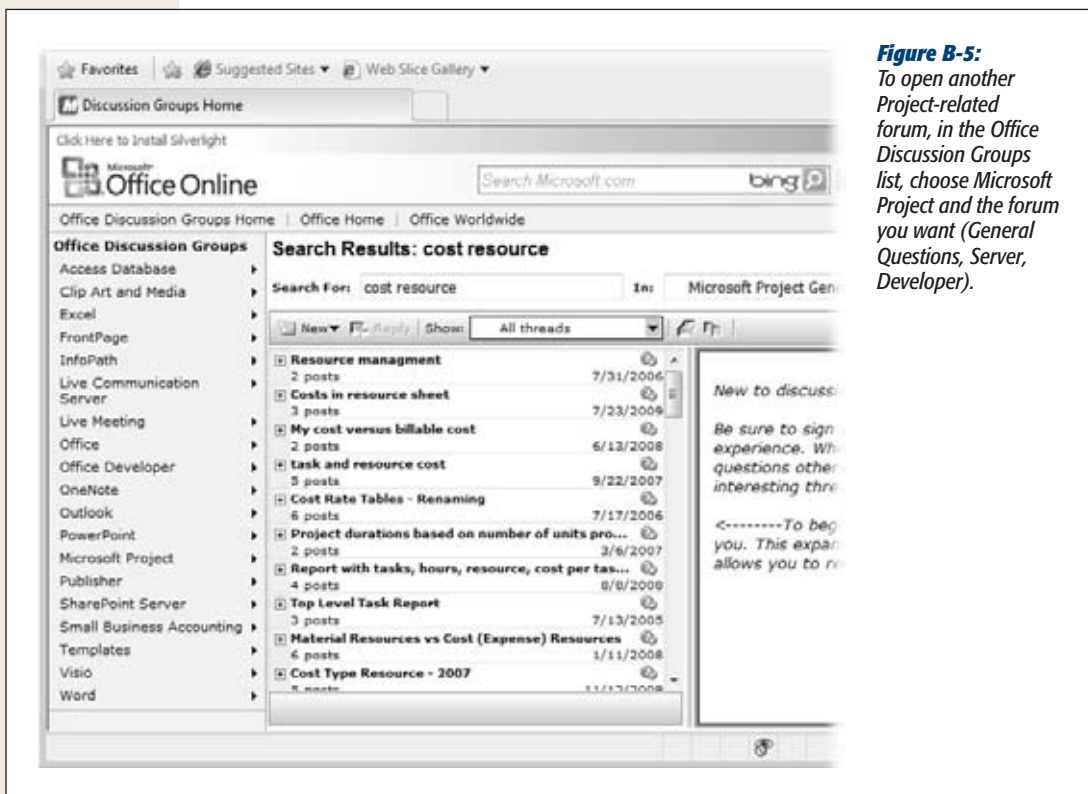 Favorites Suggested Sites Web Slice Gallery
Discussion Groups Home
Click Here to Install Silverlight
Microsoft
Office Online
Search Microsoft.com bing
Office Discussion Groups Home | Office Home | Office Worldwide
Office Discussion Groups
Access Database
Clip Art and Media
Excel
FrontPage
InfoPath
Live Communication
Server
Live Meeting
Office
Office Developer
OneNote
Outlook
PowerPoint
Microsoft Project
Publisher
SharePoint Server
Small Business Accounting
Templates
Visio
Word
Search Results: cost resource
Search For: cost resource In: Microsoft Project Gen
New Reply Show: All threads
Resource managment
2 posts 7/31/2006
Costs in resource sheet
3 posts 7/23/2009
My cost versus billable cost
2 posts 6/13/2008
task and resource cost
5 posts 9/22/2007
Cost Rate Tables - Renaming
6 posts 7/17/2006
Project durations based on number of units pro...
2 posts 3/6/2007
Report with tasks, hours, resource, cost per tas...
4 posts 8/8/2008
Top Level Task Report
3 posts 7/13/2005
Material Resources vs Cost (Expense) Resources
6 posts 1/11/2008
Cost Type Resource - 2007
New to discuss
Be sure to sign
experience. Wh
questions other
interesting thre
<--------To beg
you. This expan
allows you to re
Figure B-5:
To open another
Project-related
forum, in the Office
Discussion Groups
list, choose Microsoft
Project and the forum
you want (General
Questions, Server,
Developer).